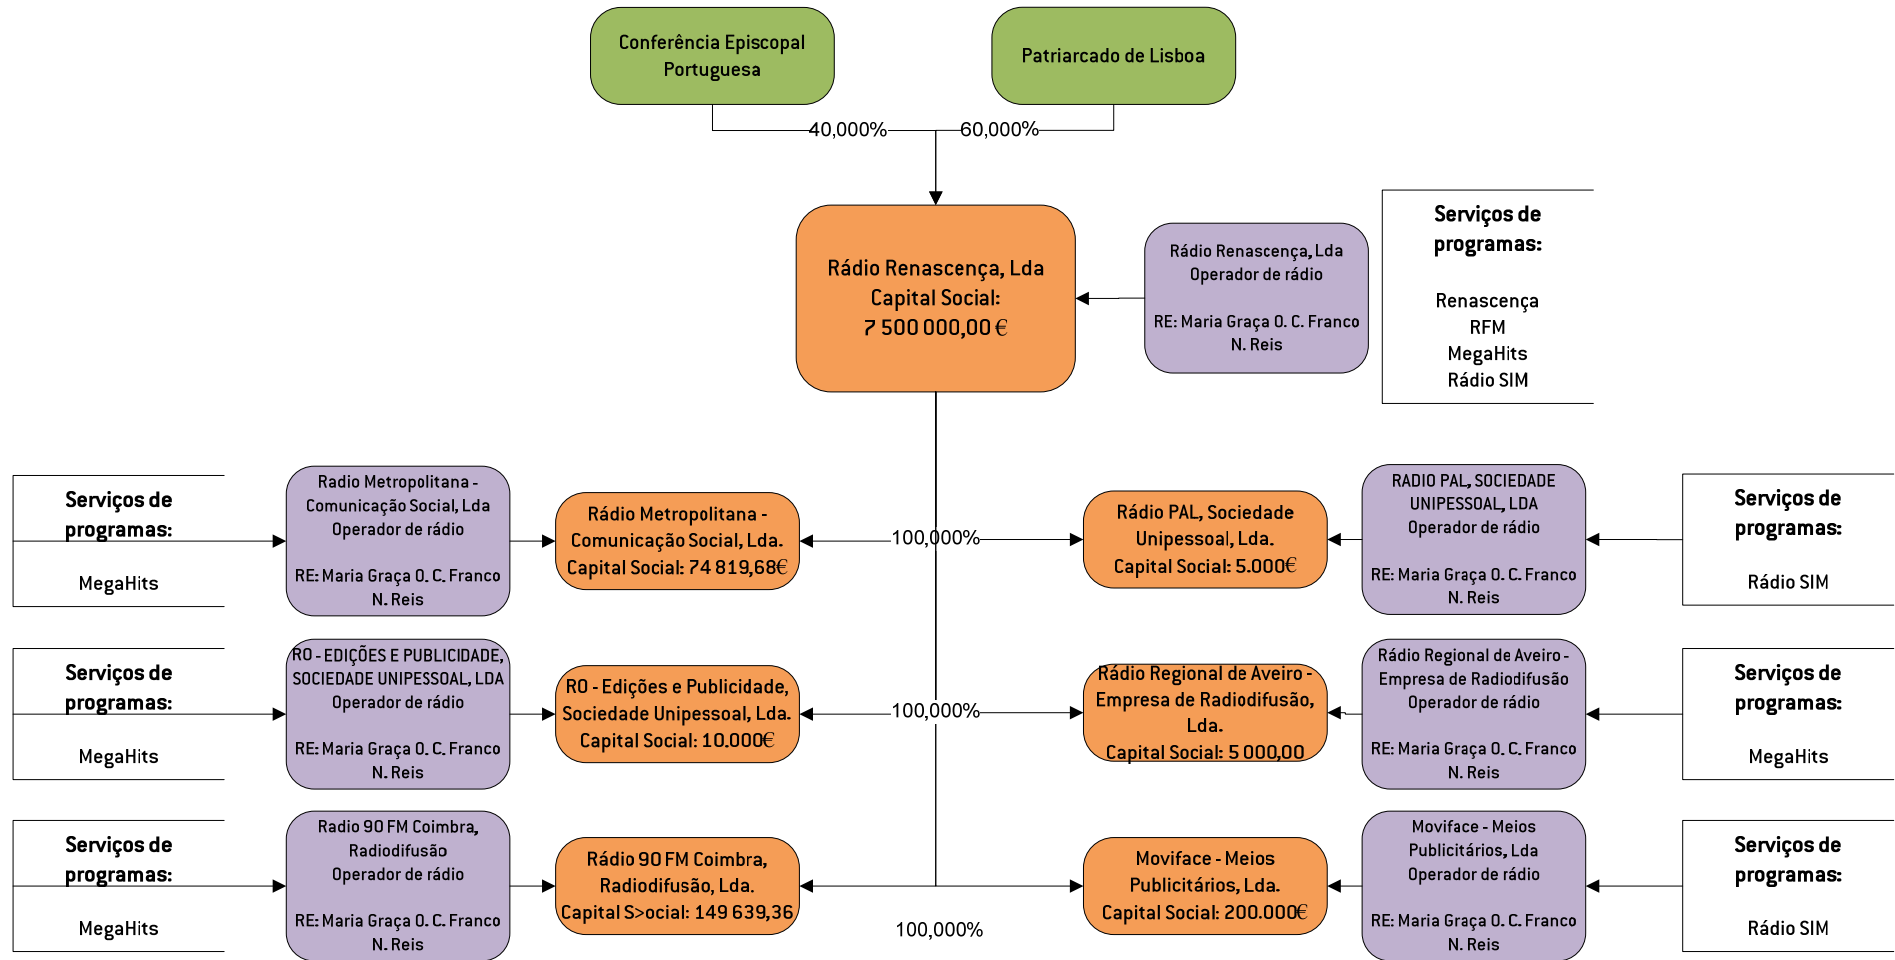 Conferência Episcopal
Portuguesa
Patriarcado de Lisboa
40,000%
60,000%
Rádio Renascença, Lda
Capital Social:
7 500 000,00 €
Rádio Renascença, Lda
Operador de rádio
RE: Maria Graça O. C. Franco
N. Reis
Serviços de
programas:
Renascença
RFM
MegaHits
Rádio SIM
Serviços de
programas:
MegaHits
Radio Metropolitana -
Comunicação Social, Lda
Operador de rádio
RE: Maria Graça O. C. Franco
N. Reis
Rádio Metropolitana -
Comunicação Social, Lda.
Capital Social: 74 819,68€
100,000%
Rádio PAL, Sociedade
Unipessoal, Lda.
Capital Social: 5.000€
RADIO PAL, SOCIEDADE
UNIPESSOAL, LDA
Operador de rádio
RE: Maria Graça O. C. Franco
N. Reis
Serviços de
programas:
Rádio SIM
Serviços de
programas:
MegaHits
RO - EDIÇÕES E PUBLICIDADE,
SOCIEDADE UNIPESSOAL, LDA
Operador de rádio
RE: Maria Graça O. C. Franco
N. Reis
RO - Edições e Publicidade,
Sociedade Unipessoal, Lda.
Capital Social: 10.000€
100,000%
Rádio Regional de Aveiro -
Empresa de Radiodifusão,
Lda.
Capital Social: 5 000,00
Rádio Regional de Aveiro -
Empresa de Radiodifusão
Operador de rádio
RE: Maria Graça O. C. Franco
N. Reis
Serviços de
programas:
MegaHits
Serviços de
programas:
MegaHits
Radio 90 FM Coimbra,
Radiodifusão
Operador de rádio
RE: Maria Graça O. C. Franco
N. Reis
Rádio 90 FM Coimbra,
Radiodifusão, Lda.
Capital S>ocial: 149 639,36
100,000%
Moviface - Meios
Publicitários, Lda.
Capital Social: 200.000€
Moviface - Meios
Publicitários, Lda
Operador de rádio
RE: Maria Graça O. C. Franco
N. Reis
Serviços de
programas:
Rádio SIM